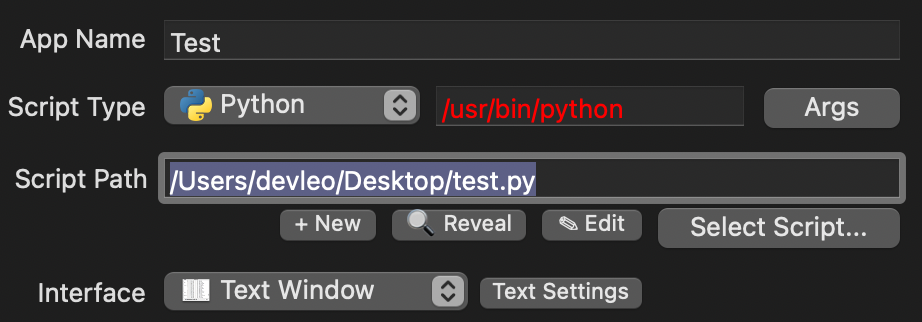 App Name Test
Script Type Python /usr/bin/python Args
Script Path /Users/devleo/Desktop/test.py
+ New Reveal Edit Select Script...
Interface Text Window Text Settings